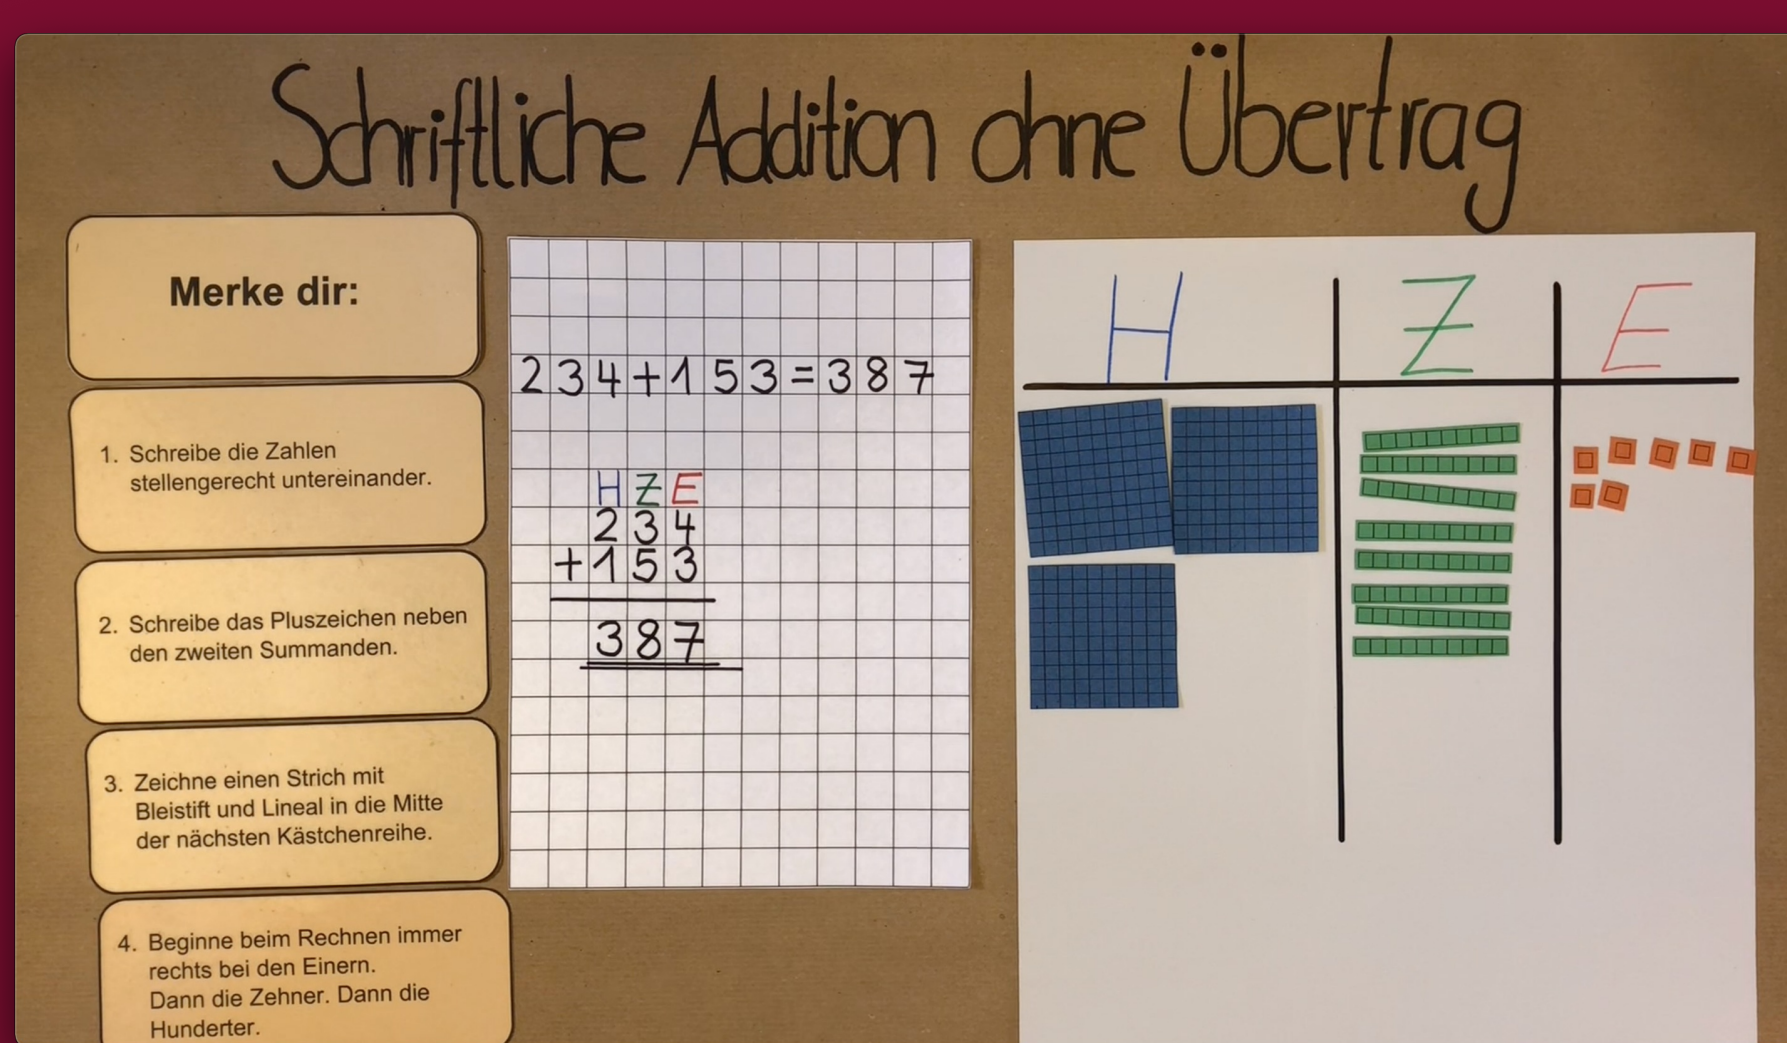 Schriftliche Addition ohne Übertrag
Merke dir:
1. Schreibe die Zahlen
stellengerecht untereinander.
2. Schreibe das Pluszeichen neben
den zweiten Summanden.
3. Zeichne einen Strich mit
Bleistift und Lineal in die Mitte
der nächsten Kästchenreihe.
4. Beginne beim Rechnen immer
rechts bei den Einern.
Dann die Zehner. Dann die
Hunderter.
234+153=387
H Z E
234
+153
387
H Z E